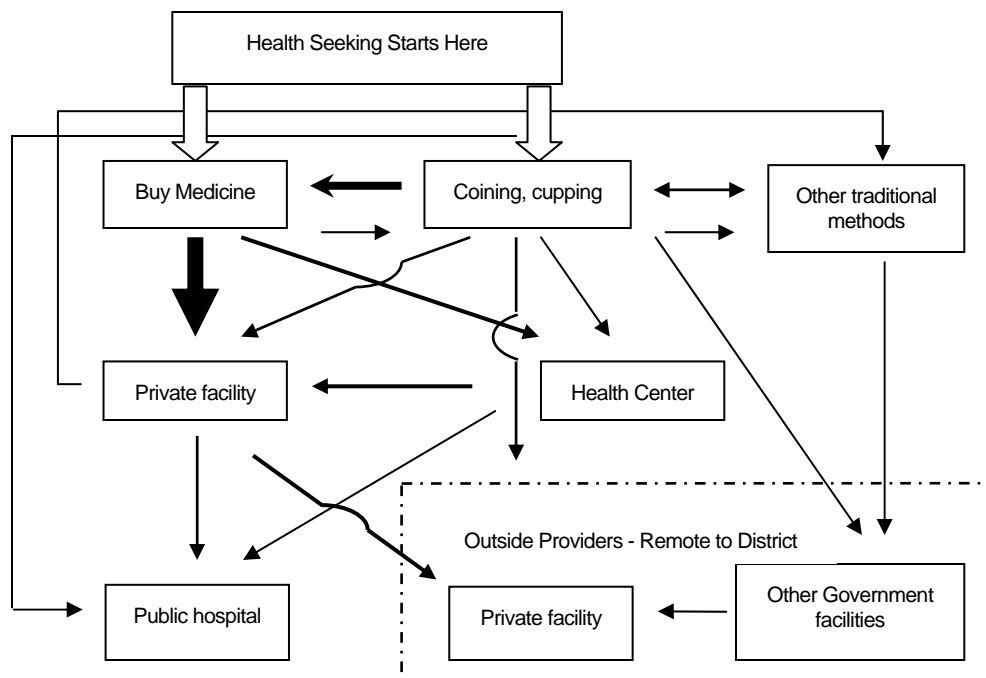 Health Seeking Starts Here
Buy Medicine
Coining, cupping
Other traditional
methods
Private facility
Health Center
Outside Providers - Remote to District
Public hospital
Private facility
Other Government
facilities